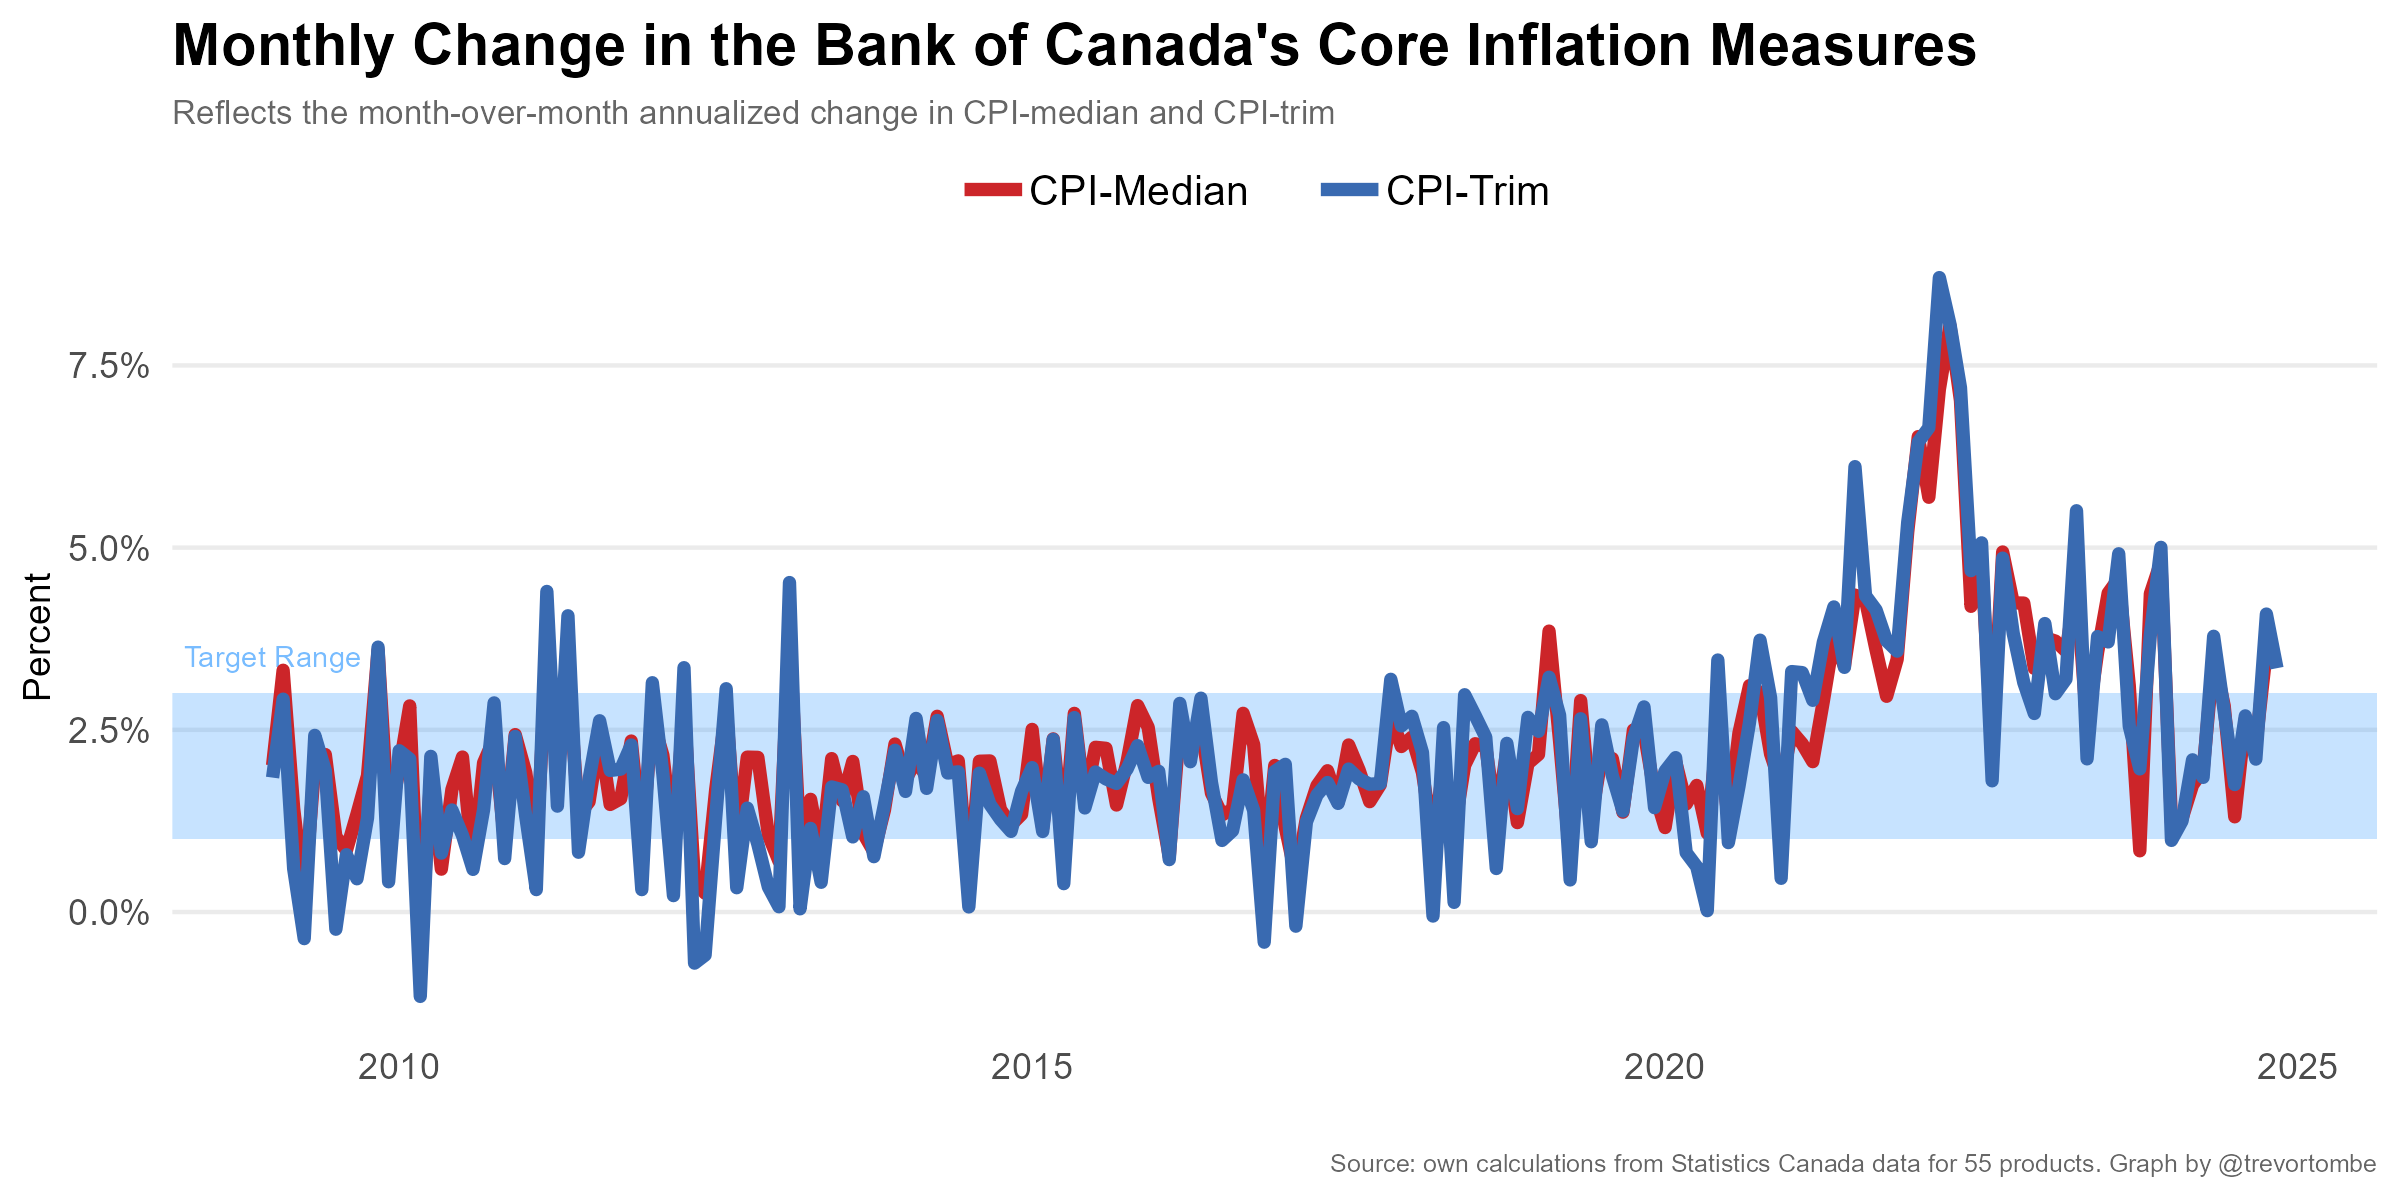 Monthly Change in the Bank of Canada's Core Inflation Measures
Reflects the month-over-month annualized change in CPI-median and CPI-trim
CPI-Median CPI-Trim
Percent
7.5%
5.0%
Target Range
2.5%
0.0%
2010 2015 2020 2025
Source: own calculations from Statistics Canada data for 55 products. Graph by @trevortombe